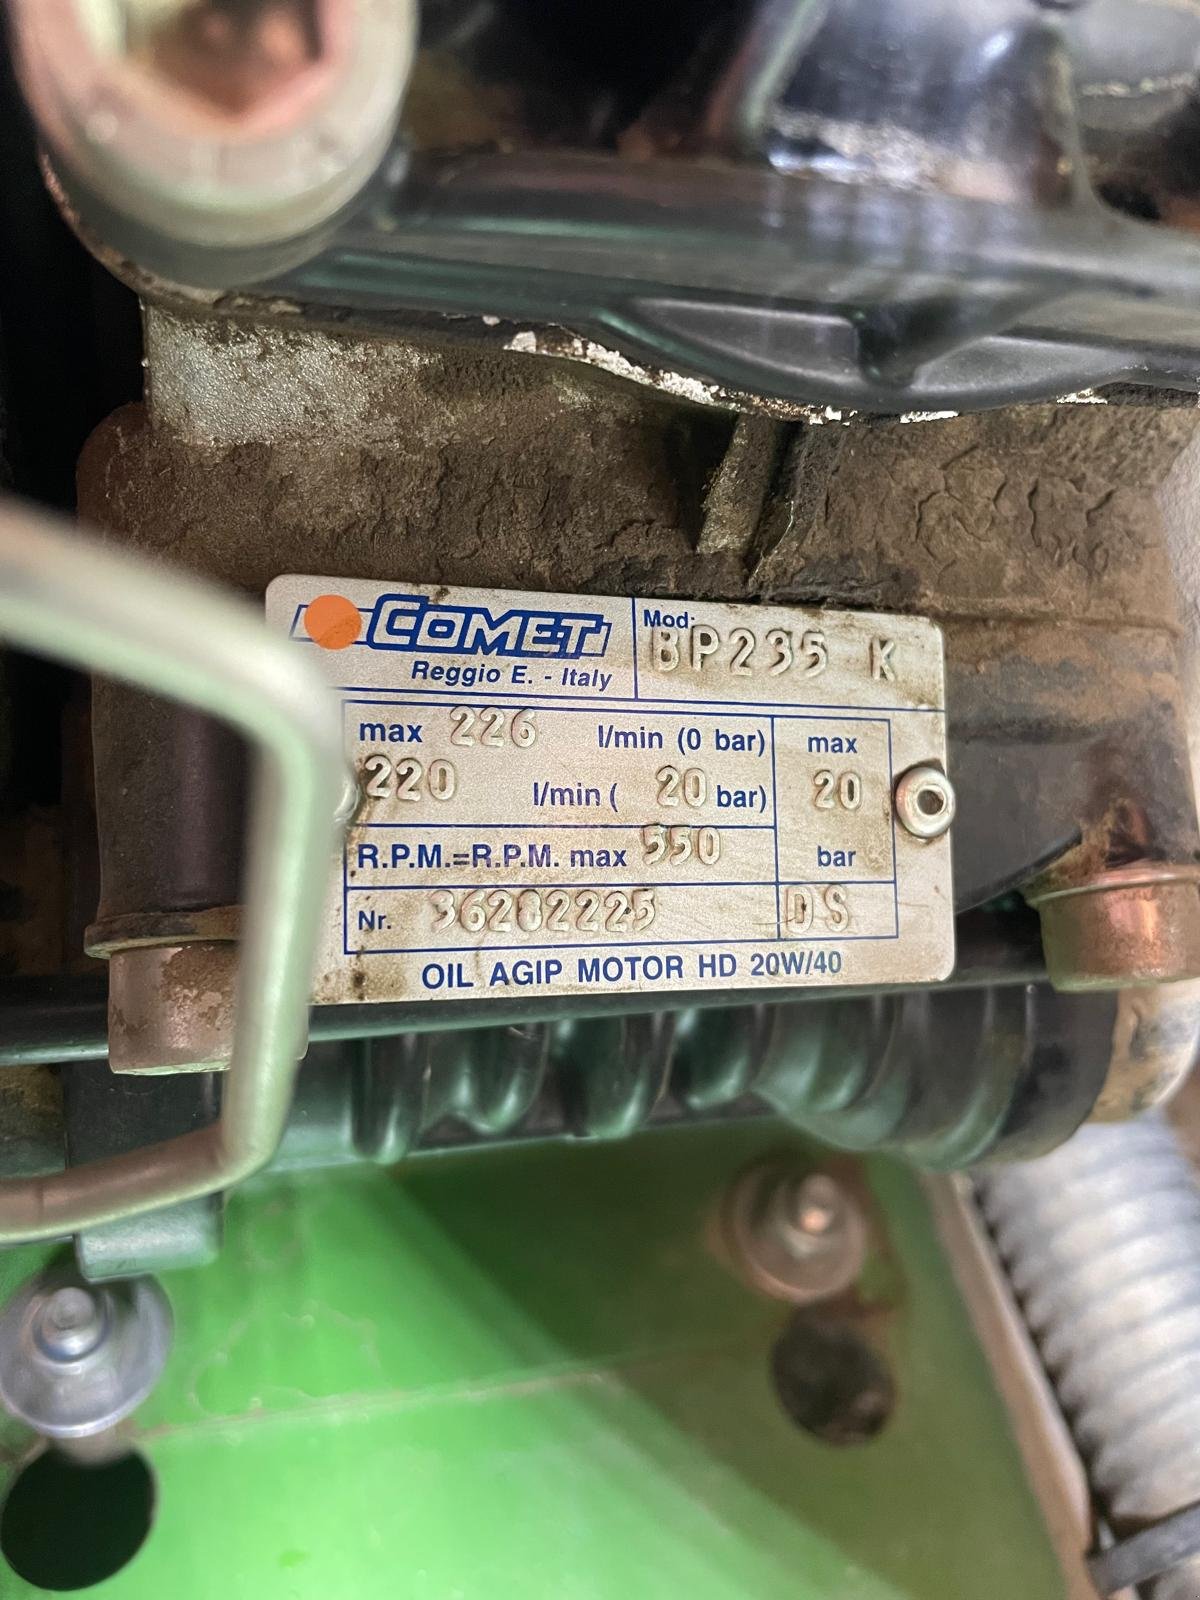 COMET
Reggio E. - Italy
Mod: BP235 K
max 226 l/min (0 bar)
220 l/min ( 20 bar)
max
20
bar
R.P.M.=R.P.M. max 550
Nr. 36282225
DS
OIL AGIP MOTOR HD 20W/40